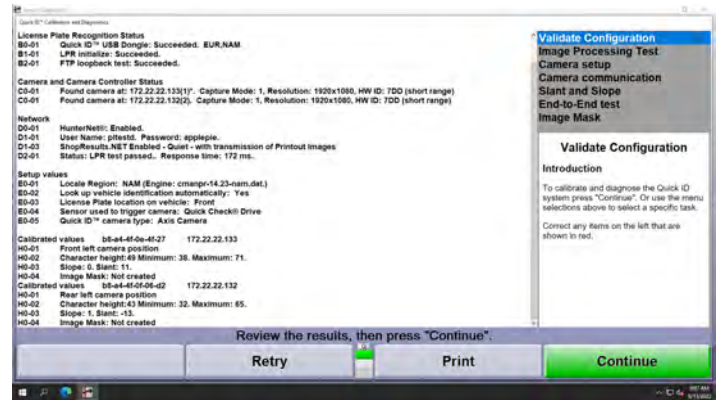 Quick ID™ Calibration and Diagnostics
License Plate Recognition Status
B0-01 Quick ID™ USB Dongle: Succeeded. EUR,NAM
B1-01 LPR initialize: Succeeded.
B2-01 FTP loopback test: Succeeded.
Camera and Camera Controller Status
C0-01 Found camera at: 172.22.22.133(1)*. Capture Mode: 1, Resolution: 1920x1080, HW ID: 7DD (short range)
C0-01 Found camera at: 172.22.22.132(2). Capture Mode: 1, Resolution: 1920x1080, HW ID: 7DD (short range)
Network
D0-01 HunterNet®: Enabled.
D1-01 User Name: pltestd. Password: applepie.
D1-03 ShopResults.NET Enabled - Quiet - with transmission of Printout Images
D2-01 Status: LPR test passed.. Response time: 172 ms.
Setup values
E0-01 Locale Region: NAM (Engine: cmanpr-14.23-nam.dat.)
E0-02 Look up vehicle identification automatically: Yes
E0-03 License Plate location on vehicle: Front
E0-04 Sensor used to trigger camera: Quick Check® Drive
E0-05 Quick ID™ camera type: Axis Camera
Calibrated values b8-a4-4f-0e-4f-27 172.22.22.133
H0-01 Front left camera position
H0-02 Character height:49 Minimum: 38. Maximum: 71.
H0-03 Slope: 0. Slant: 11.
H0-04 Image Mask: Not created
Calibrated values b8-a4-4f-0f-06-d2 172.22.22.132
H0-01 Rear left camera position
H0-02 Character height:43 Minimum: 32. Maximum: 65.
H0-03 Slope: 1. Slant: -13.
H0-04 Image Mask: Not created
Validate Configuration
Image Processing Test
Camera setup
Camera communication
Slant and Slope
End-to-End test
Image Mask
Validate Configuration
Introduction
To calibrate and diagnose the Quick ID
system press "Continue". Or use the menu
selections above to select a specific task.
Correct any items on the left that are
shown in red.
Review the results, then press "Continue".
Retry
Print
Continue